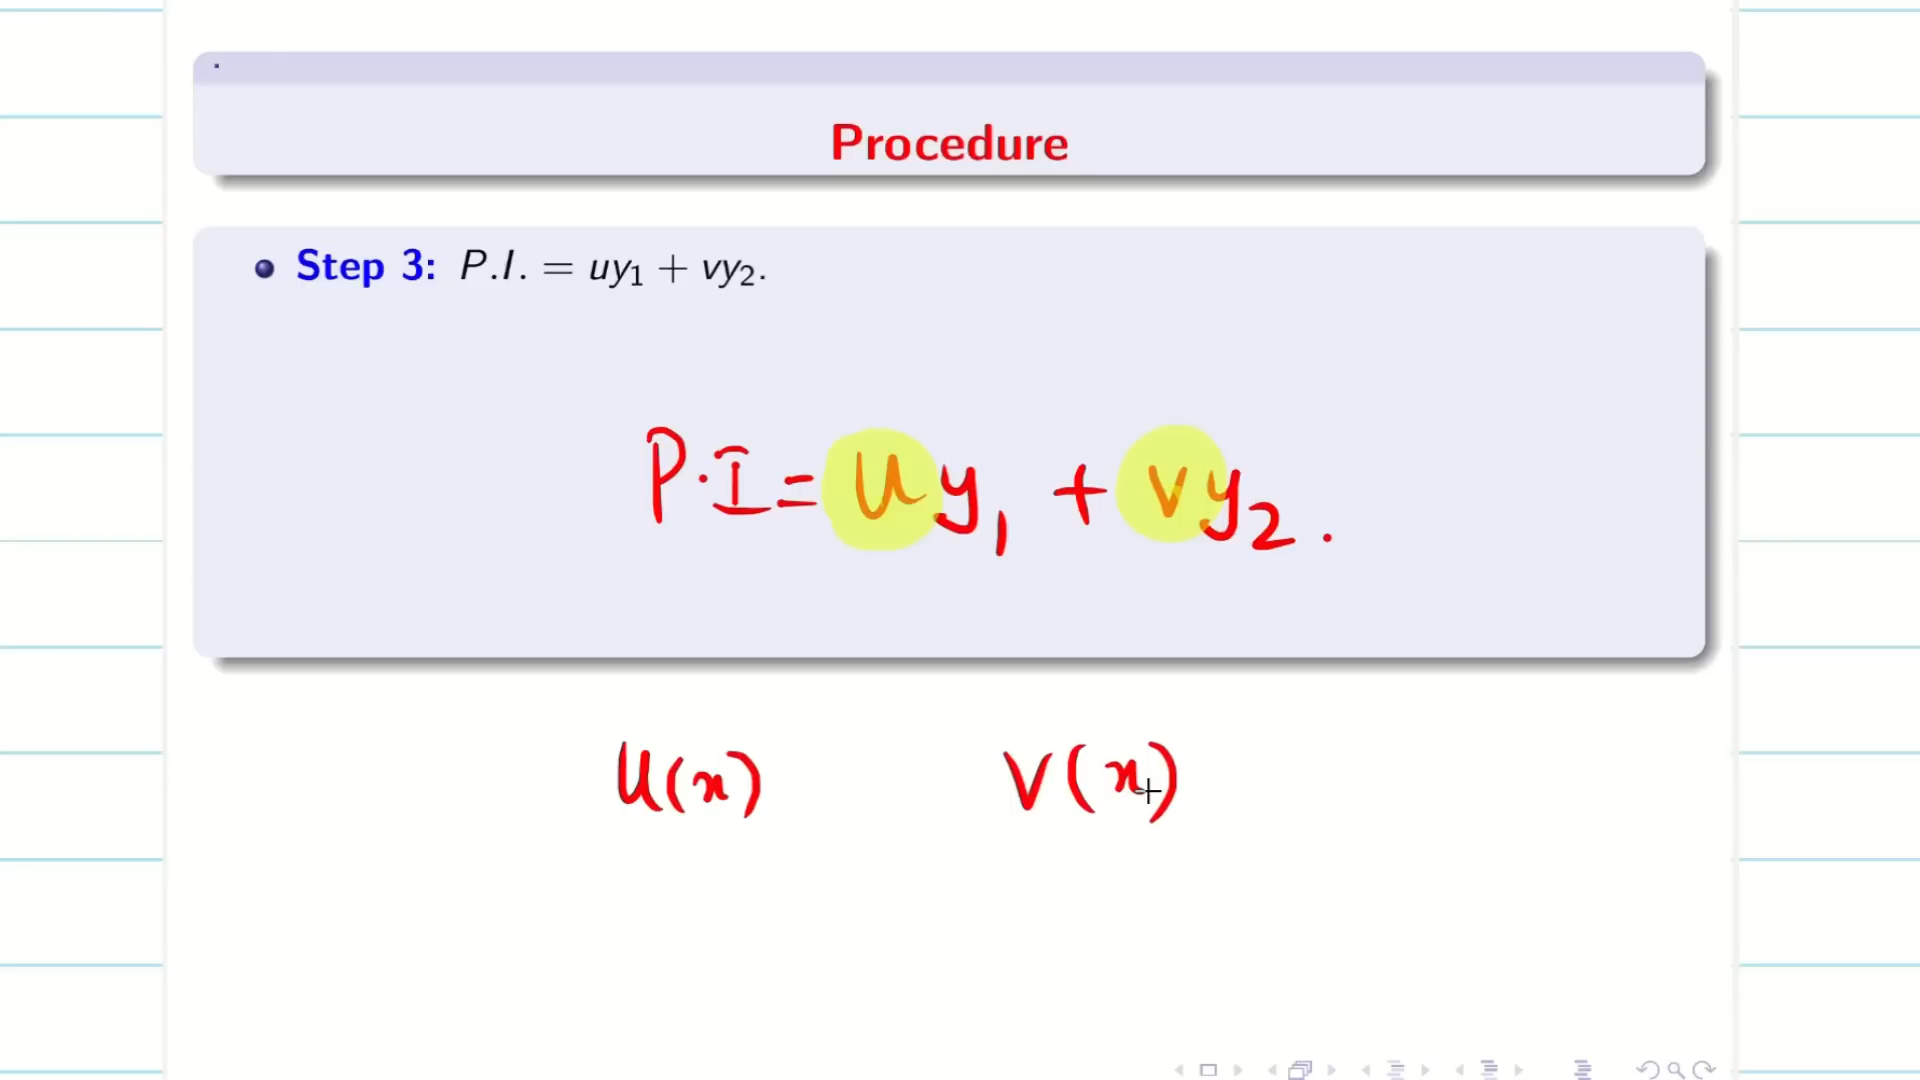 Procedure
Step 3: P.I. = uy₁ + vy₂.
P.I = uy₁ + vy₂.
u(x) v(x)